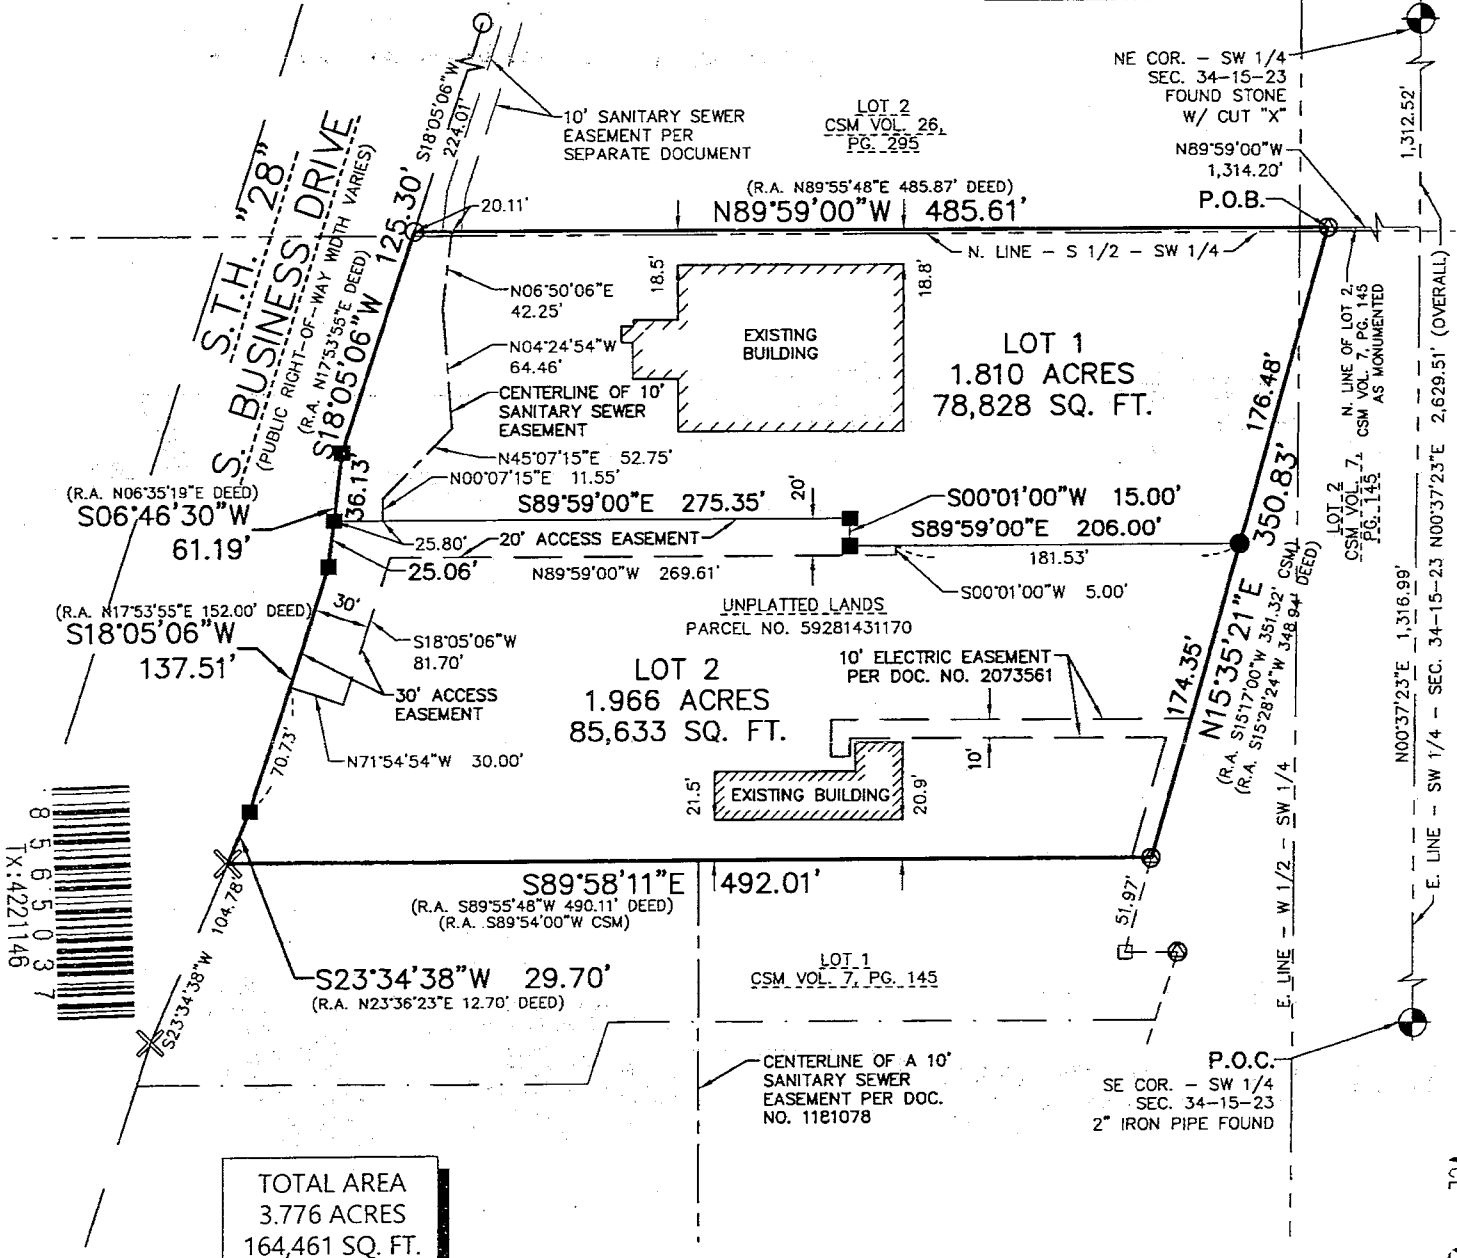 NE COR. - SW 1/4
SEC. 34-15-23
FOUND STONE
W/ CUT "X"
N89°59'00"W
1,314.20'
P.O.B.
1,312.52'
S18°05'06"W
224.01'
10' SANITARY SEWER
EASEMENT PER
SEPARATE DOCUMENT
LOT 2
CSM VOL. 26,
PG. 295
(R.A. N89°55'48"E 485.87' DEED)
N89°59'00"W 485.61'
N. LINE - S 1/2 - SW 1/4
20.11'
S.T.H. "28"
S. BUSINESS DRIVE
(PUBLIC RIGHT-OF-WAY WIDTH VARIES)
(R.A. N17°53'55"E DEED)
S18°05'06"W 125.30'
N06°50'06"E
42.25'
N04°24'54"W
64.46'
CENTERLINE OF 10'
SANITARY SEWER
EASEMENT
N45°07'15"E 52.75'
N00°07'15"E 11.55'
18.5'
18.8'
EXISTING
BUILDING
LOT 1
1.810 ACRES
78,828 SQ. FT.
176.48'
350.83'
N. LINE OF LOT 2,
CSM VOL. 7, PG. 145
AS MONUMENTED
LOT 2
CSM VOL. 7,
PG. 145
E. LINE - SW 1/4 - SEC. 34-15-23 N00°37'23"E 2,629.51' (OVERALL)
N00°37'23"E 1,316.99'
(R.A. N06°35'19"E DEED)
S06°46'30"W
61.19'
36.13'
S89°59'00"E 275.35'
20'
S00°01'00"W 15.00'
S89°59'00"E 206.00'
25.80'
20' ACCESS EASEMENT
181.53'
25.06'
N89°59'00"W 269.61'
S00°01'00"W 5.00'
(R.A. N17°53'55"E 152.00' DEED)
S18°05'06"W
137.51'
30'
S18°05'06"W
81.70'
30' ACCESS
EASEMENT
70.73'
N71°54'54"W 30.00'
UNPLATTED LANDS
PARCEL NO. 59281431170
LOT 2
1.966 ACRES
85,633 SQ. FT.
10' ELECTRIC EASEMENT
PER DOC. NO. 2073561
174.35'
N15°35'21"E
(R.A. S15°17'00"W 351.32' CSM)
(R.A. S15°28'24"W 348.94' DEED)
E. LINE - W 1/2 - SW 1/4
10'
21.5'
EXISTING BUILDING
20.9'
8565037
TX:4221146
S89°58'11"E 492.01'
(R.A. S89°55'48"W 490.11' DEED)
(R.A. S89°54'00"W CSM)
S23°34'38"W 104.78'
S23°34'38"W 29.70'
(R.A. N23°36'23"E 12.70' DEED)
51.97'
LOT 1
CSM VOL. 7, PG. 145
CENTERLINE OF A 10'
SANITARY SEWER
EASEMENT PER DOC.
NO. 1181078
P.O.C.
SE COR. - SW 1/4
SEC. 34-15-23
2" IRON PIPE FOUND
TOTAL AREA
3.776 ACRES
164,461 SQ. FT.